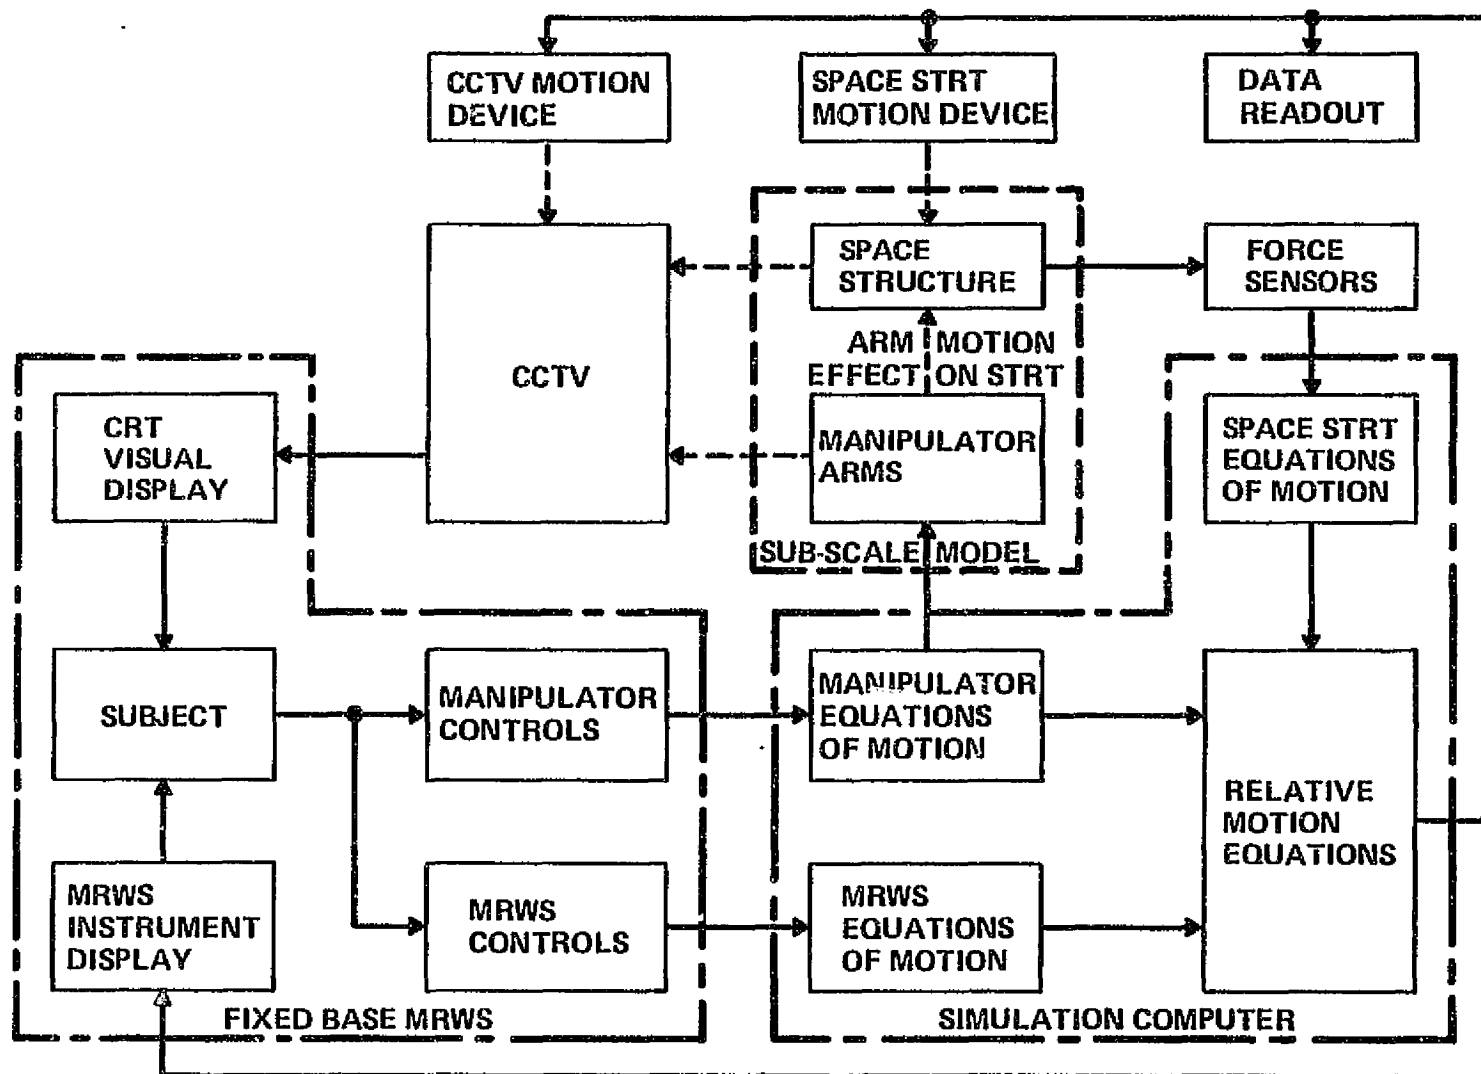 CCTV MOTION
DEVICE
SPACE STRT
MOTION DEVICE
DATA
READOUT
SPACE
STRUCTURE
FORCE
SENSORS
ARM MOTION
EFFECT ON STRT
CCTV
CRT
VISUAL
DISPLAY
MANIPULATOR
ARMS
SPACE STRT
EQUATIONS
OF MOTION
SUB-SCALE MODEL
SUBJECT
MANIPULATOR
CONTROLS
MANIPULATOR
EQUATIONS
OF MOTION
RELATIVE
MOTION
EQUATIONS
MRWS
INSTRUMENT
DISPLAY
MRWS
CONTROLS
MRWS
EQUATIONS
OF MOTION
FIXED BASE MRWS
SIMULATION COMPUTER